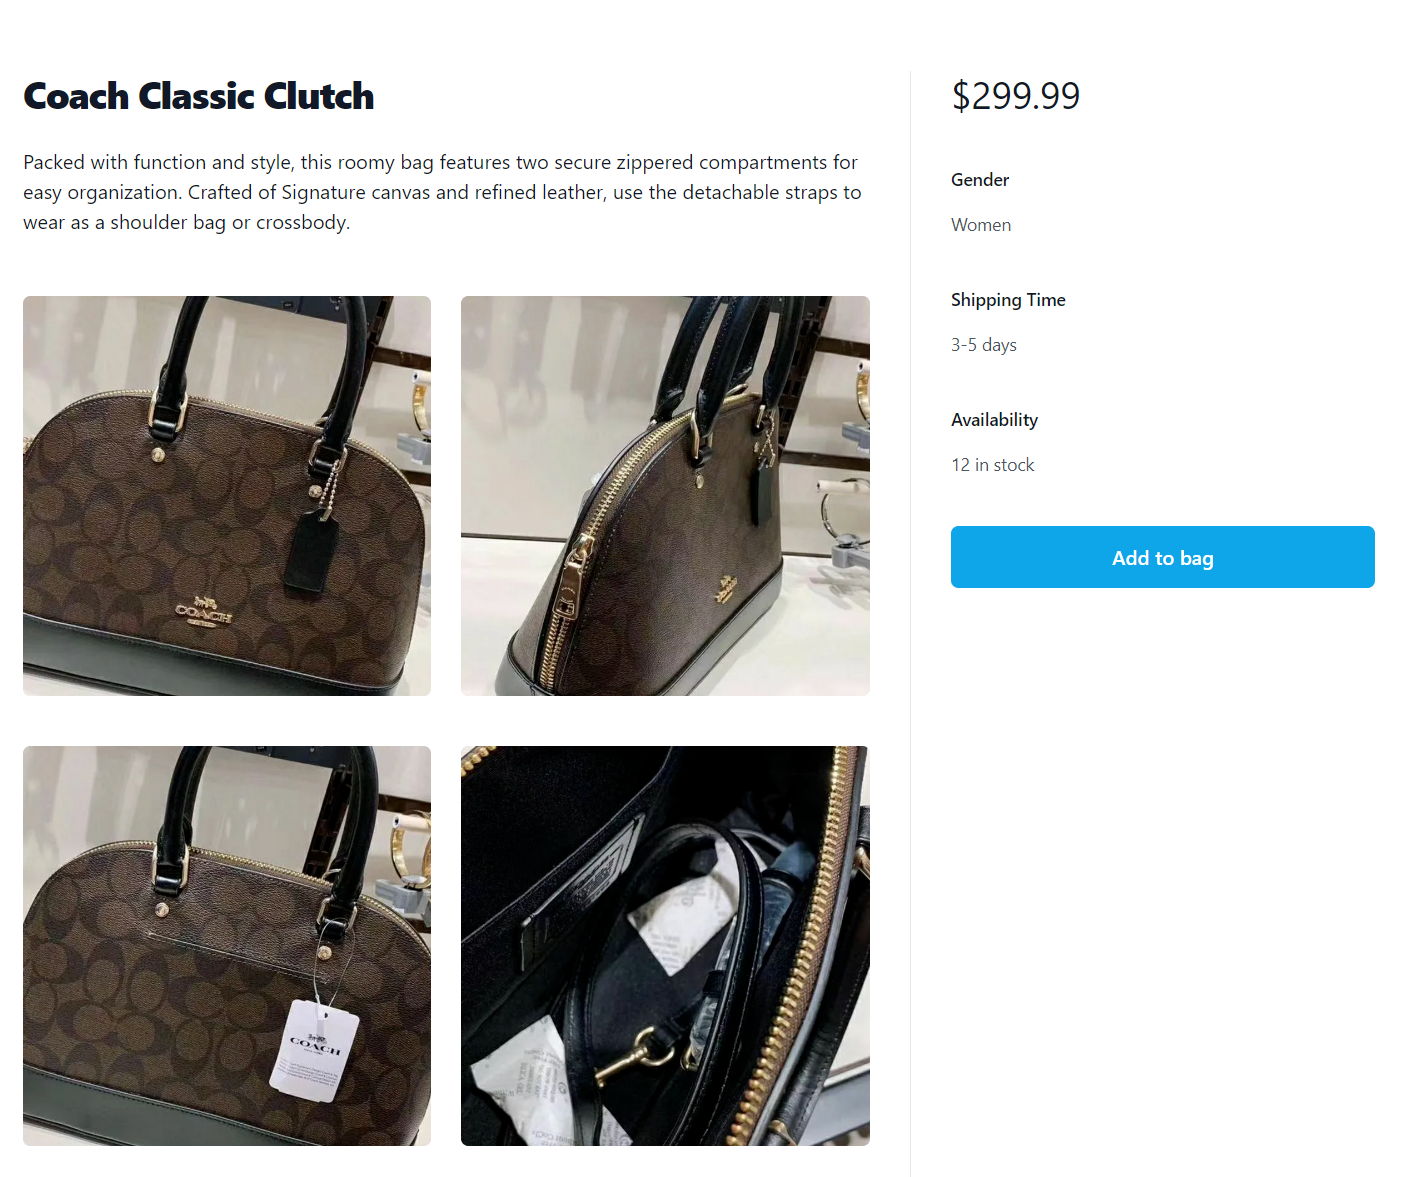 Coach Classic Clutch
Packed with function and style, this roomy bag features two secure zippered compartments for
easy organization. Crafted of Signature canvas and refined leather, use the detachable straps to
wear as a shoulder bag or crossbody.
$299.99
Gender
Women
Shipping Time
3-5 days
Availability
12 in stock
Add to bag
COACH
COACH